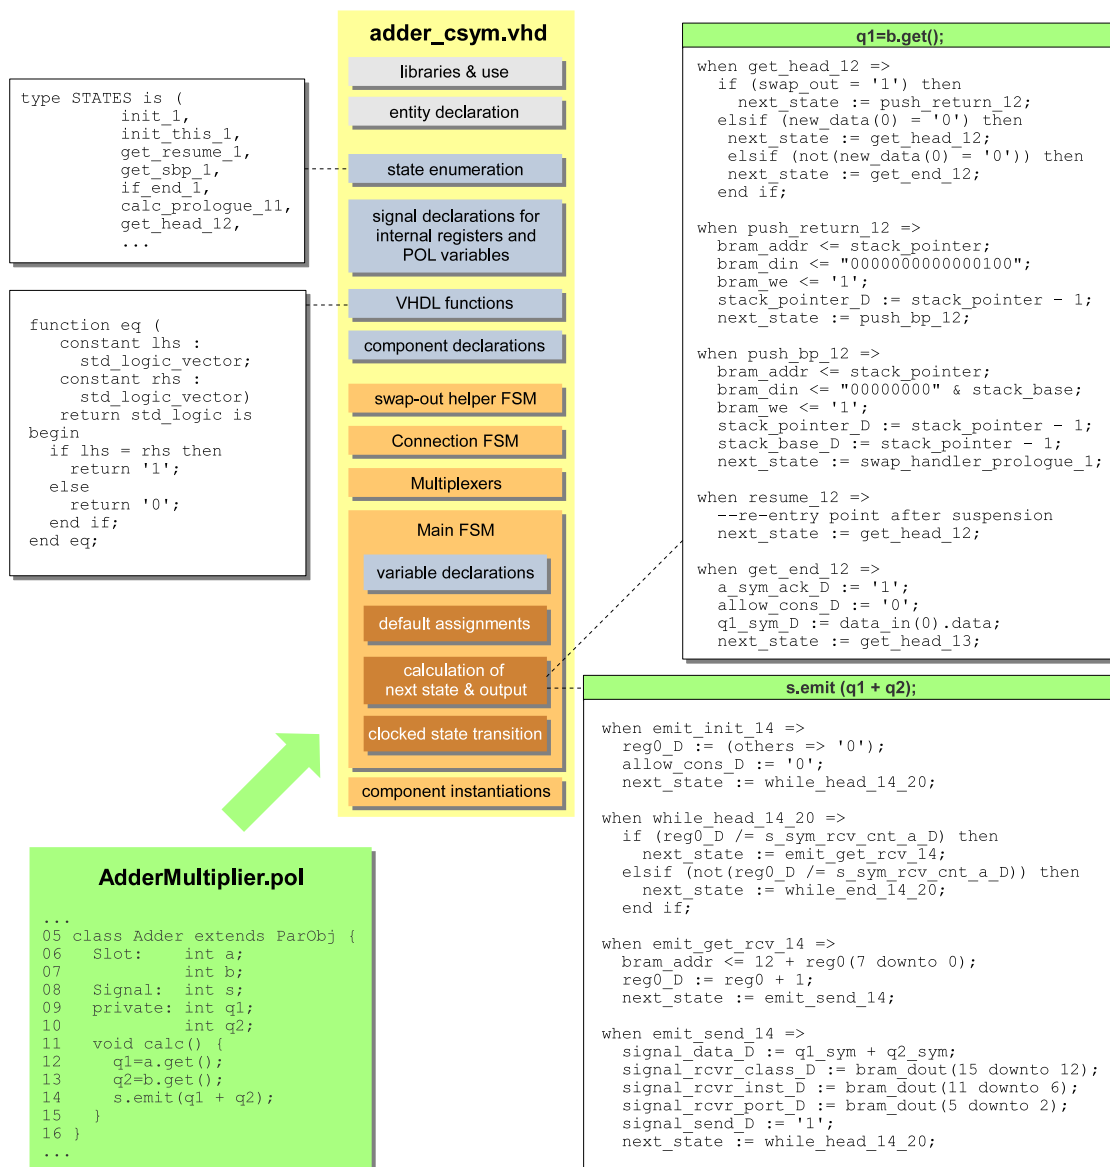 adder_csym.vhd
libraries & use
entity declaration
state enumeration
signal declarations for
internal registers and
POL variables
VHDL functions
component declarations
swap-out helper FSM
Connection FSM
Multiplexers
Main FSM
variable declarations
default assignments
calculation of
next state & output
clocked state transition
component instantiations
type STATES is (
init_1,
init_this_1,
get_resume_1,
get_sbp_1,
if_end_1,
calc_prologue_11,
get_head_12,
...
function eq (
constant lhs :
std_logic_vector;
constant rhs :
std_logic_vector)
return std_logic is
begin
if lhs = rhs then
return '1';
else
return '0';
end if;
end eq;
AdderMultiplier.pol
...
05 class Adder extends ParObj {
06 Slot: int a;
07 int b;
08 Signal: int s;
09 private: int q1;
10 int q2;
11 void calc() {
12 q1=a.get();
13 q2=b.get();
14 s.emit(q1 + q2);
15 }
16 }
...
q1=b.get();
when get_head_12 =>
if (swap_out = '1') then
next_state := push_return_12;
elsif (new_data(0) = '0') then
next_state := get_head_12;
elsif (not(new_data(0) = '0')) then
next_state := get_end_12;
end if;
when push_return_12 =>
bram_addr <= stack_pointer;
bram_din <= "0000000000000100";
bram_we <= '1';
stack_pointer_D := stack_pointer - 1;
next_state := push_bp_12;
when push_bp_12 =>
bram_addr <= stack_pointer;
bram_din <= "00000000" & stack_base;
bram_we <= '1';
stack_pointer_D := stack_pointer - 1;
stack_base_D := stack_pointer - 1;
next_state := swap_handler_prologue_1;
when resume_12 =>
--re-entry point after suspension
next_state := get_head_12;
when get_end_12 =>
a_sym_ack_D := '1';
allow_cons_D := '0';
q1_sym_D := data_in(0).data;
next_state := get_head_13;
s.emit (q1 + q2);
when emit_init_14 =>
reg0_D := (others => '0');
allow_cons_D := '0';
next_state := while_head_14_20;
when while_head_14_20 =>
if (reg0_D /= s_sym_rcv_cnt_a_D) then
next_state := emit_get_rcv_14;
elsif (not(reg0_D /= s_sym_rcv_cnt_a_D)) then
next_state := while_end_14_20;
end if;
when emit_get_rcv_14 =>
bram_addr <= 12 + reg0(7 downto 0);
reg0_D := reg0 + 1;
next_state := emit_send_14;
when emit_send_14 =>
signal_data_D := q1_sym + q2_sym;
signal_rcvr_class_D := bram_dout(15 downto 12);
signal_rcvr_inst_D := bram_dout(11 downto 6);
signal_rcvr_port_D := bram_dout(5 downto 2);
signal_send_D := '1';
next_state := while_head_14_20;